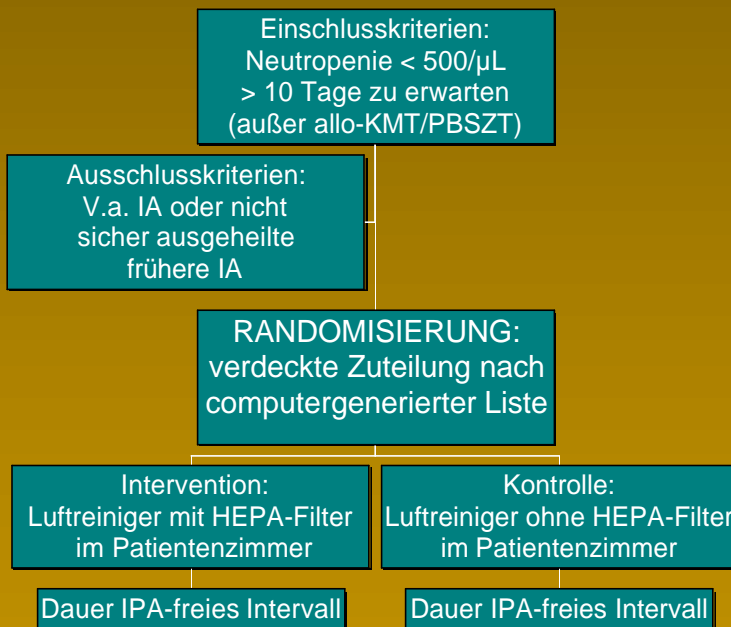 Einschlusskriterien:
Neutropenie < 500/µL
> 10 Tage zu erwarten
(außer allo-KMT/PBSZT)
Ausschlusskriterien:
V.a. IA oder nicht
sicher ausgeheilte
frühere IA
RANDOMISIERUNG:
verdeckte Zuteilung nach
computergenerierter Liste
Intervention:
Luftreiniger mit HEPA-Filter
im Patientenzimmer
Kontrolle:
Luftreiniger ohne HEPA-Filter
im Patientenzimmer
Dauer IPA-freies Intervall
Dauer IPA-freies Intervall